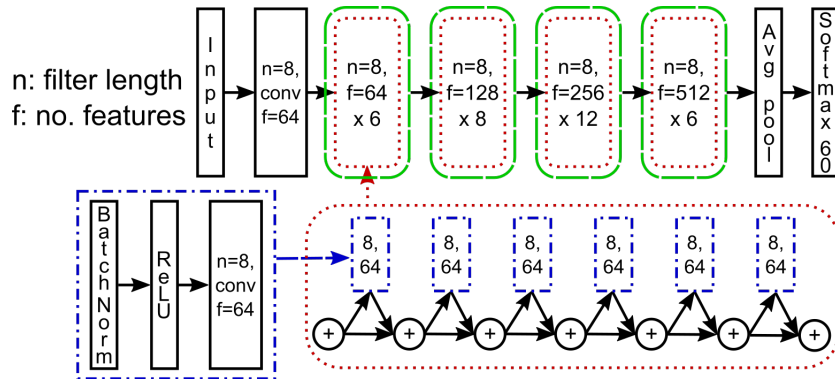 n: filter length
f: no. features
Input
n=8,
conv
f=64
n=8,
f=64
x 6
n=8,
f=128
x 8
n=8,
f=256
x 12
n=8,
f=512
x 6
Avg pool
Softmax 60
Batch Norm
ReLU
n=8,
conv
f=64
8,
64
8,
64
8,
64
8,
64
8,
64
8,
64
+ + + + + + +